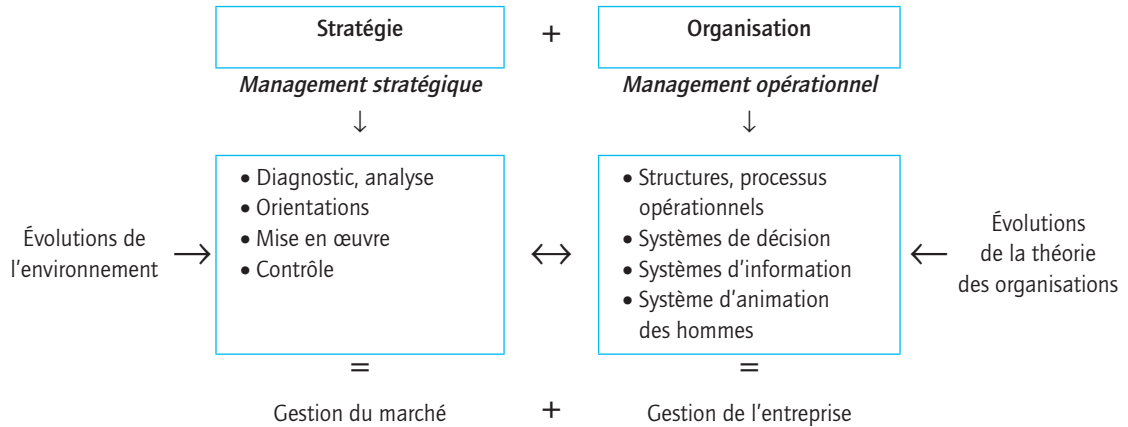 Stratégie + Organisation
Management stratégique Management opérationnel
↓ ↓
Évolutions de
l'environnement
→
• Diagnostic, analyse
• Orientations
• Mise en œuvre
• Contrôle
↔
• Structures, processus
opérationnels
• Systèmes de décision
• Systèmes d'information
• Système d'animation
des hommes
←
Évolutions
de la théorie
des organisations
= =
Gestion du marché + Gestion de l'entreprise